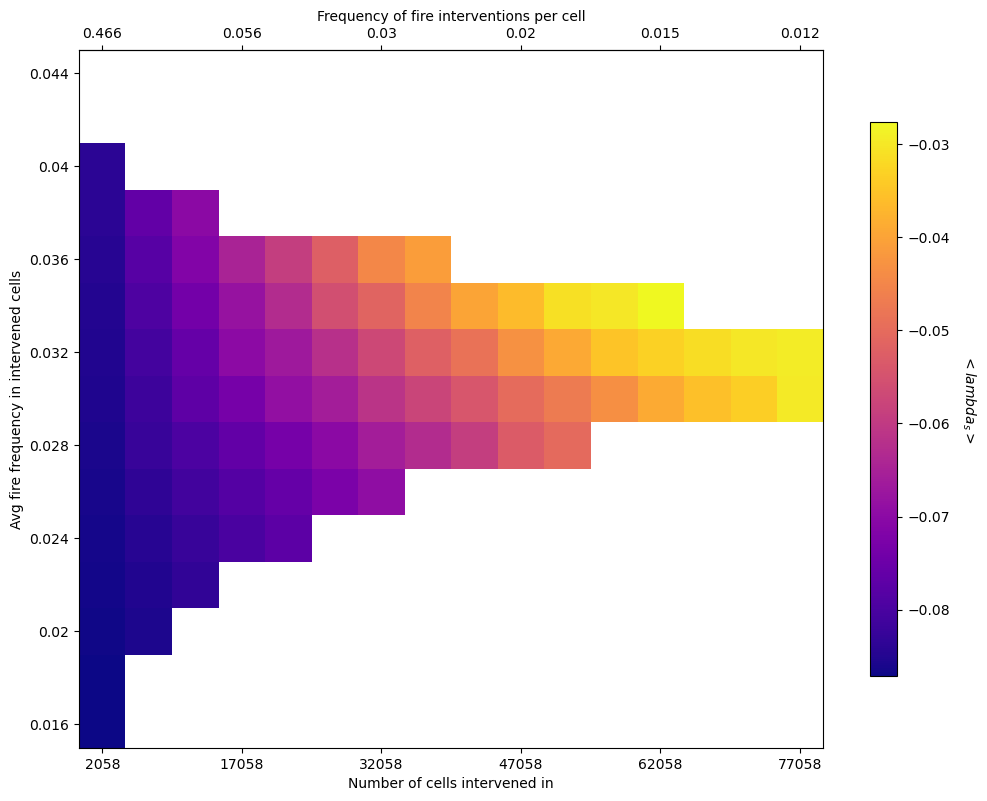 Frequency of fire interventions per cell
0.466 0.056 0.03 0.02 0.015 0.012
Avg fire frequency in intervened cells
0.044
0.04
0.036
0.032
0.028
0.024
0.02
0.016
2058 17058 32058 47058 62058 77058
Number of cells intervened in
−0.03
−0.04
−0.05
−0.06
−0.07
−0.08
< lambda_s >